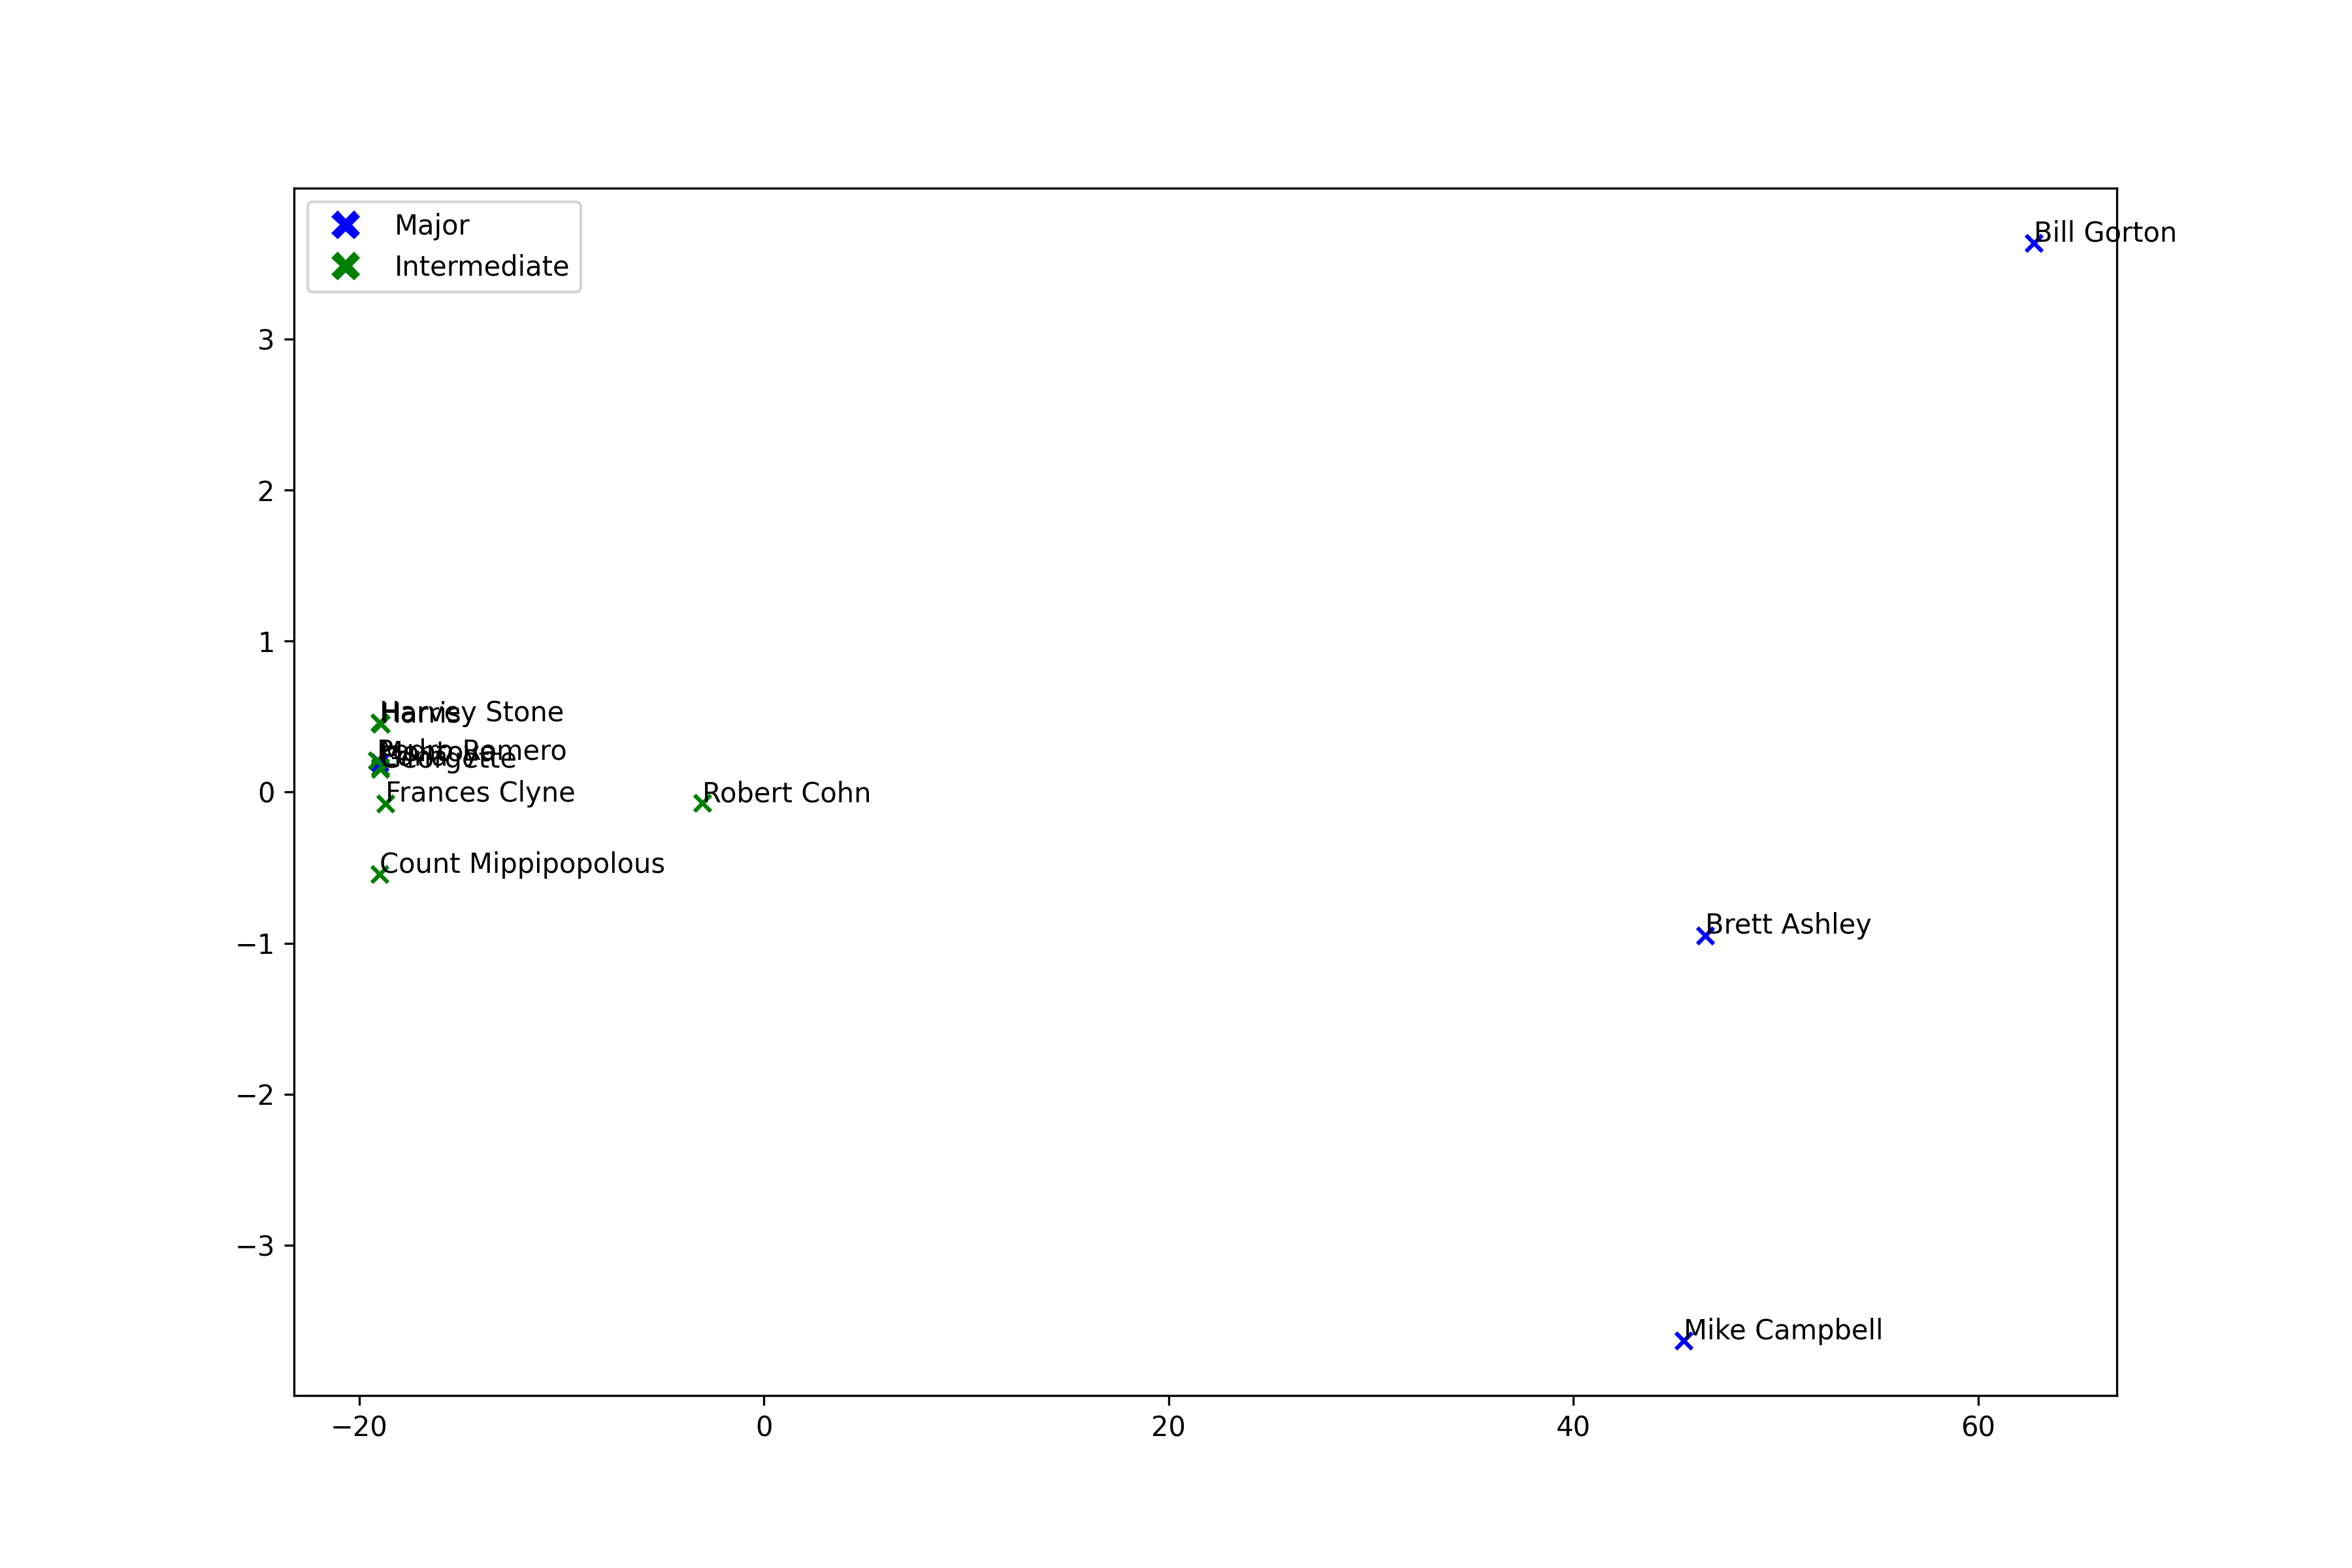 Major
Intermediate
Bill Gorton
3
2
1
Harvey Stone
Harris
Pedro Romero
Georgette
0
Frances Clyne
Robert Cohn
Count Mippipopolous
Brett Ashley
−1
−2
−3
Mike Campbell
−20
0
20
40
60